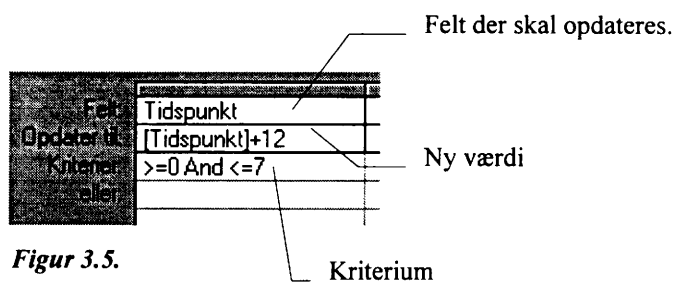 Felt der skal opdateres.
Felt: Tidspunkt
Opdater til: [Tidspunkt]+12
Ny værdi
Kriterier: >=0 And <=7
eller:
Figur 3.5.
Kriterium